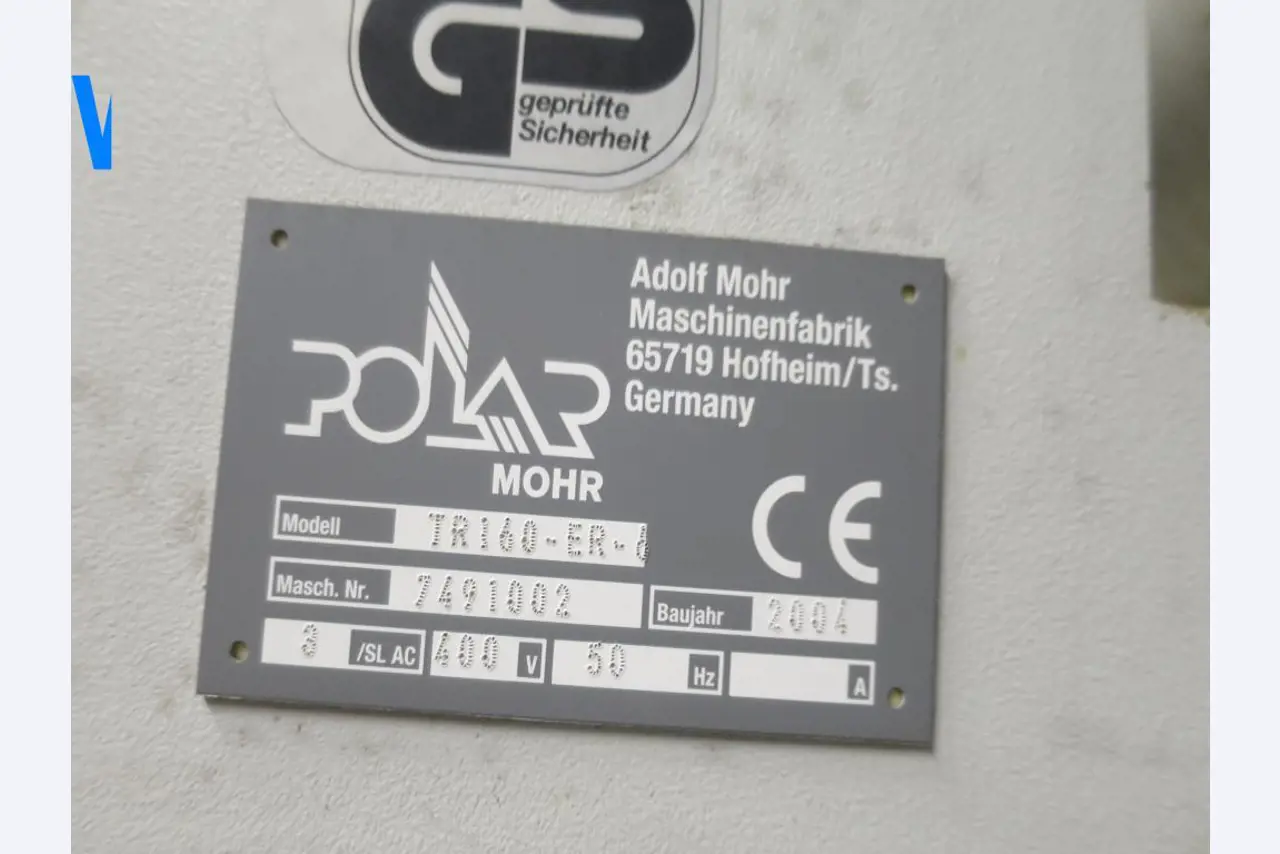 geprüfte
Sicherheit
Adolf Mohr
Maschinenfabrik
65719 Hofheim/Ts.
Germany
POLAR
MOHR
CE
Modell TR160-ER-6
Masch. Nr. 7491002
Baujahr 2004
3 /SL AC 400 V 50 Hz A